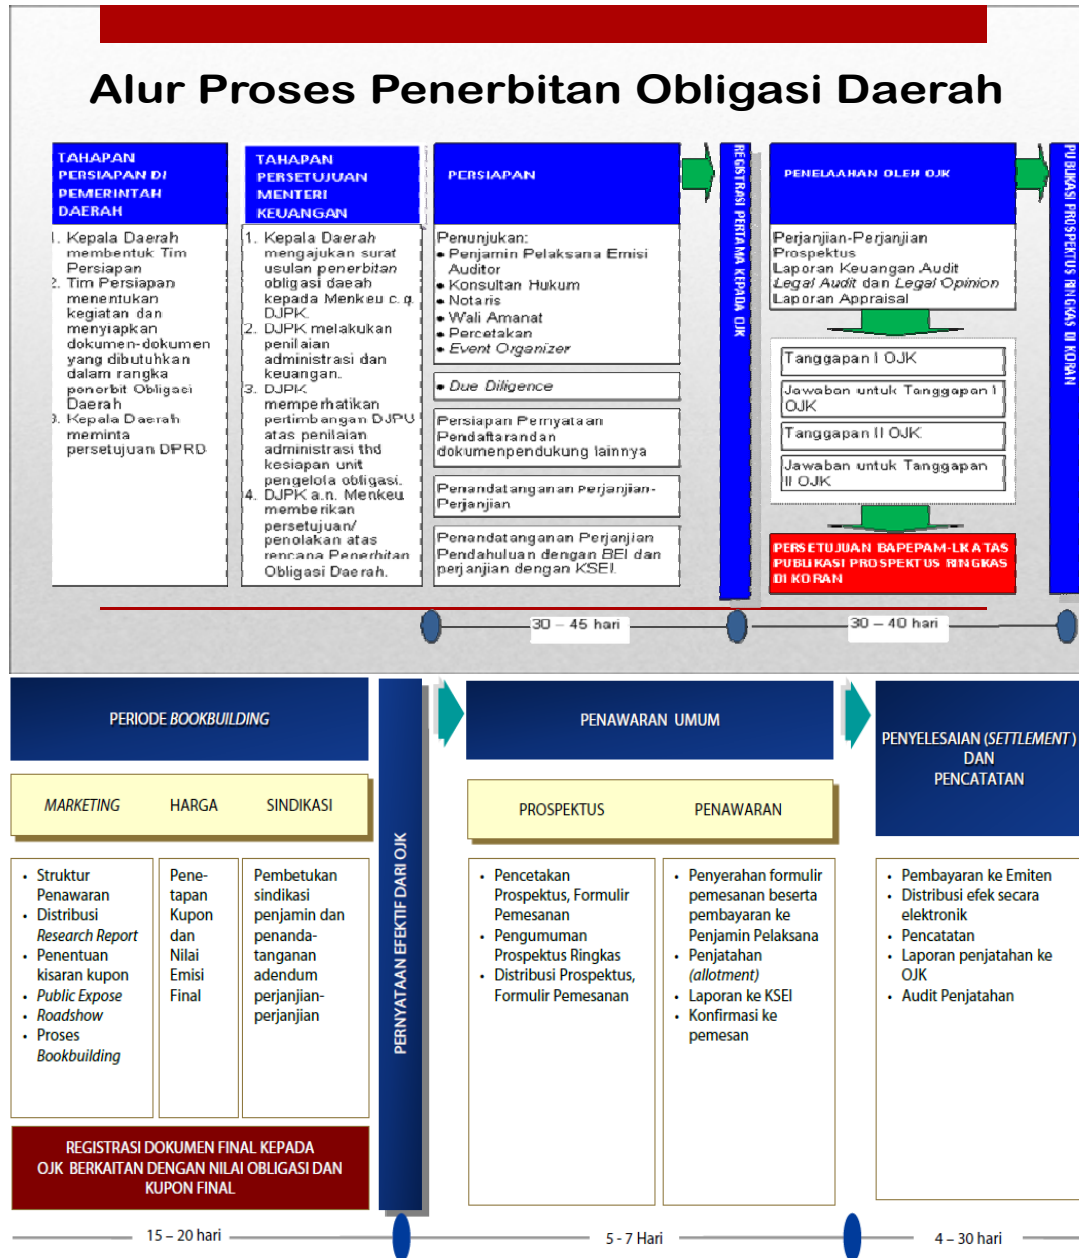 Alur Proses Penerbitan Obligasi Daerah
TAHAPAN
PERSIAPAN DI
PEMERINTAH
DAERAH
1. Kepala Daerah
membentuk Tim
Persiapan
2. Tim Persiapan
menentukan
kegiatan dan
menyiapkan
dokumen-dokumen
yang dibutuhkan
dalam rangka
penerbit Obligasi
Daerah
3. Kepala Daerah
meminta
persetujuan DPRD
TAHAPAN
PERSETUJUAN
MENTERI
KEUANGAN
1. Kepala Daerah
mengajukan surat
usulan penerbitan
obligasi daeah
kepada Menkeu c.q.
DJPK.
2. DJPK melakukan
penilaian
administrasi dan
keuangan.
3. DJPK
memperhatikan
pertimbangan DJPU
atas penilaian
administrasi thd
kesiapan unit
pengelola obligasi.
4. DJPK a.n. Menkeu
memberikan
persetujuan/
penolakan atas
rencana Penerbitan
Obligasi Daerah.
PERSIAPAN
Penunjukan:
• Penjamin Pelaksana Emisi
Auditor
• Konsultan Hukum
• Notaris
• Wali Amanat
• Percetakan
• Event Organizer
• Due Diligence
Persiapan Pernyataan
Pendaftarandan
dokumenpendukung lainnya
Penandatanganan Perjanjian-
Perjanjian
Penandatanganan Perjanjian
Pendahuluan dengan BEI dan
perjanjian dengan KSEI.
REGISTRASI PERTAMA KEPADA OJK
PENELAAHAN OLEH OJK
Perjanjian-Perjanjian
Prospektus
Laporan Keuangan Audit
Legal Audit dan Legal Opinion
Laporan Appraisal
Tanggapan I OJK
Jawaban untuk Tanggapan I
OJK
Tanggapan II OJK
Jawaban untuk Tanggapan
II OJK
PERSETUJUAN BAPEPAM-LK ATAS
PUBLIKASI PROSPEKTUS RINGKAS
DI KORAN
PUBLIKASI PROSPEKTUS RINGKAS DI KORAN
30 – 45 hari
30 – 40 hari
PERIODE BOOKBUILDING
MARKETING
HARGA
SINDIKASI
• Struktur
Penawaran
• Distribusi
Research Report
• Penentuan
kisaran kupon
• Public Expose
• Roadshow
• Proses
Bookbuilding
Pene-
tapan
Kupon
dan
Nilai
Emisi
Final
Pembetukan
sindikasi
penjamin dan
penanda-
tanganan
adendum
perjanjian-
perjanjian
REGISTRASI DOKUMEN FINAL KEPADA
OJK BERKAITAN DENGAN NILAI OBLIGASI DAN
KUPON FINAL
PERNYATAAN EFEKTIF DARI OJK
PENAWARAN UMUM
PROSPEKTUS
PENAWARAN
• Pencetakan
Prospektus, Formulir
Pemesanan
• Pengumuman
Prospektus Ringkas
• Distribusi Prospektus,
Formulir Pemesanan
• Penyerahan formulir
pemesanan beserta
pembayaran ke
Penjamin Pelaksana
• Penjatahan
(allotment)
• Laporan ke KSEI
• Konfirmasi ke
pemesan
PENYELESAIAN (SETTLEMENT)
DAN
PENCATATAN
• Pembayaran ke Emiten
• Distribusi efek secara
elektronik
• Pencatatan
• Laporan penjatahan ke
OJK
• Audit Penjatahan
15 – 20 hari
5 - 7 Hari
4 – 30 hari